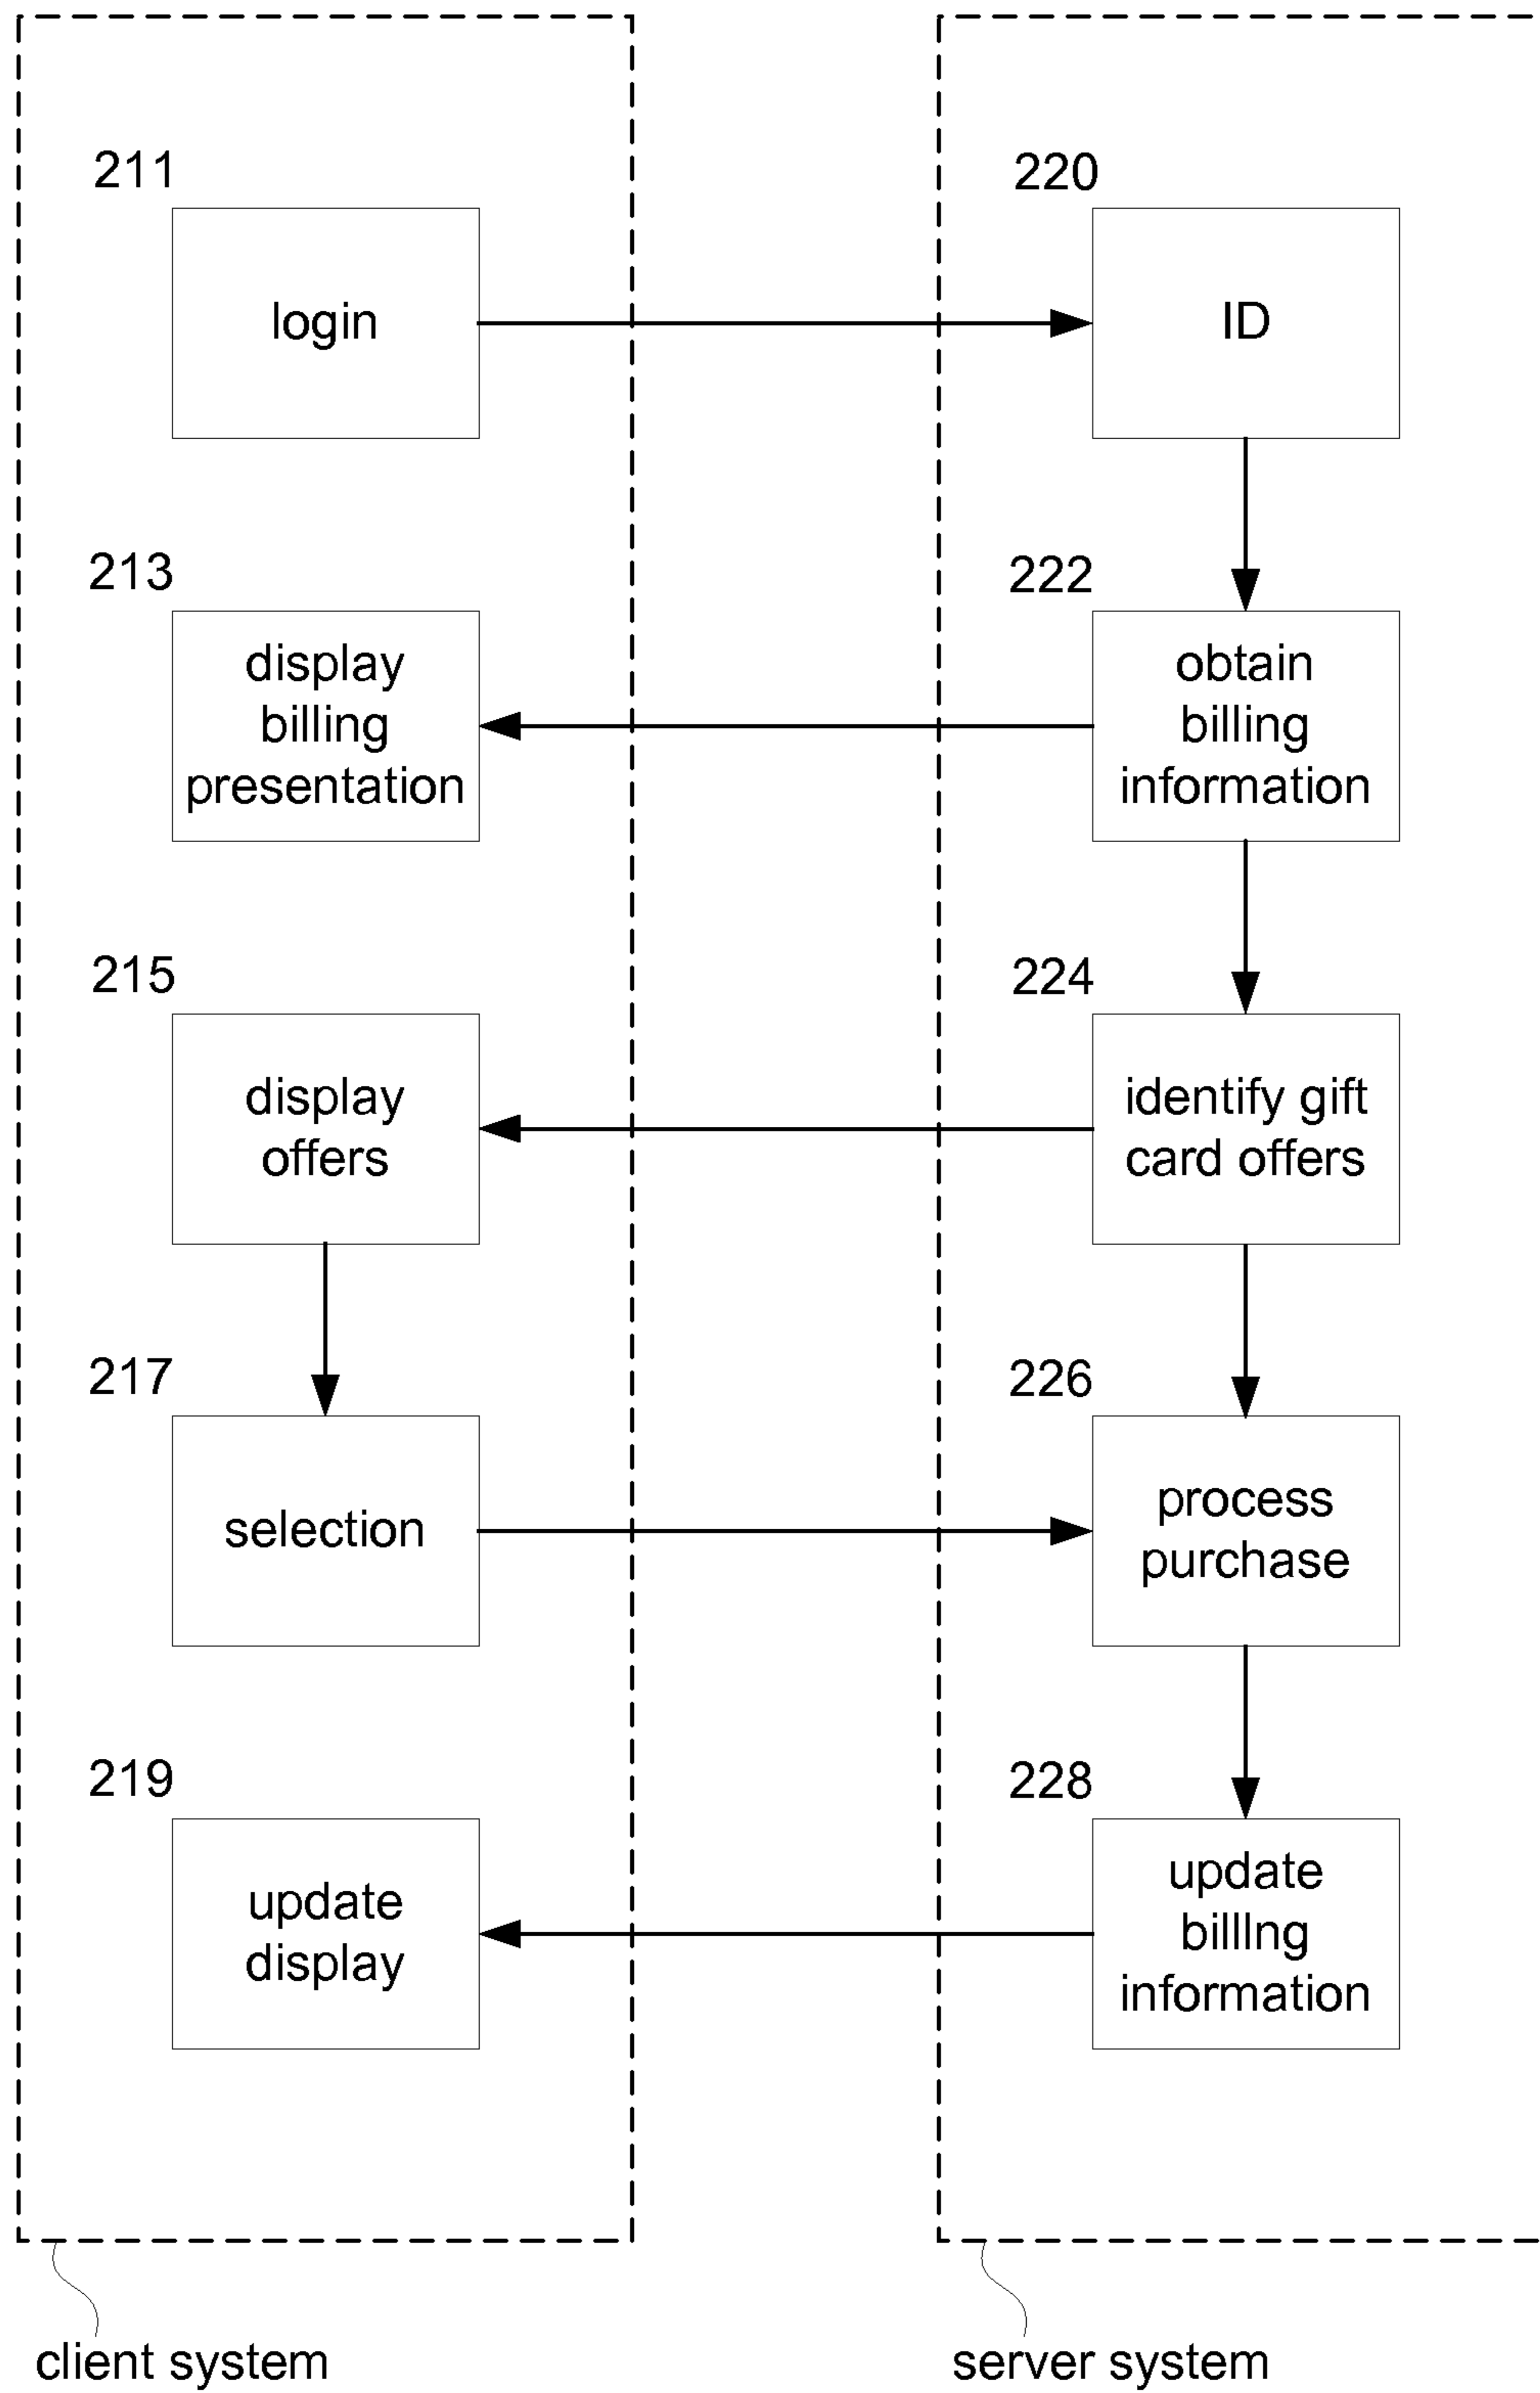 211
login
220
ID
213
display
billing
presentation
222
obtain
billing
information
215
display
offers
224
identify gift
card offers
217
selection
226
process
purchase
219
update
display
228
update
billlng
information
client system
server system